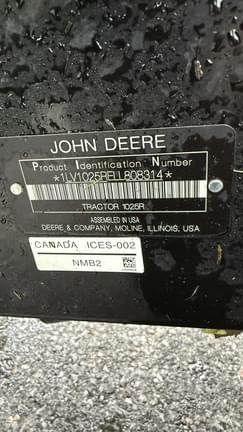 JOHN DEERE
Product Identification Number
TRACTOR 1025R
ASSEMBLED IN USA
DEERE & COMPANY, MOLINE, ILLINOIS, USA
CANADA ICES-002
NMB2